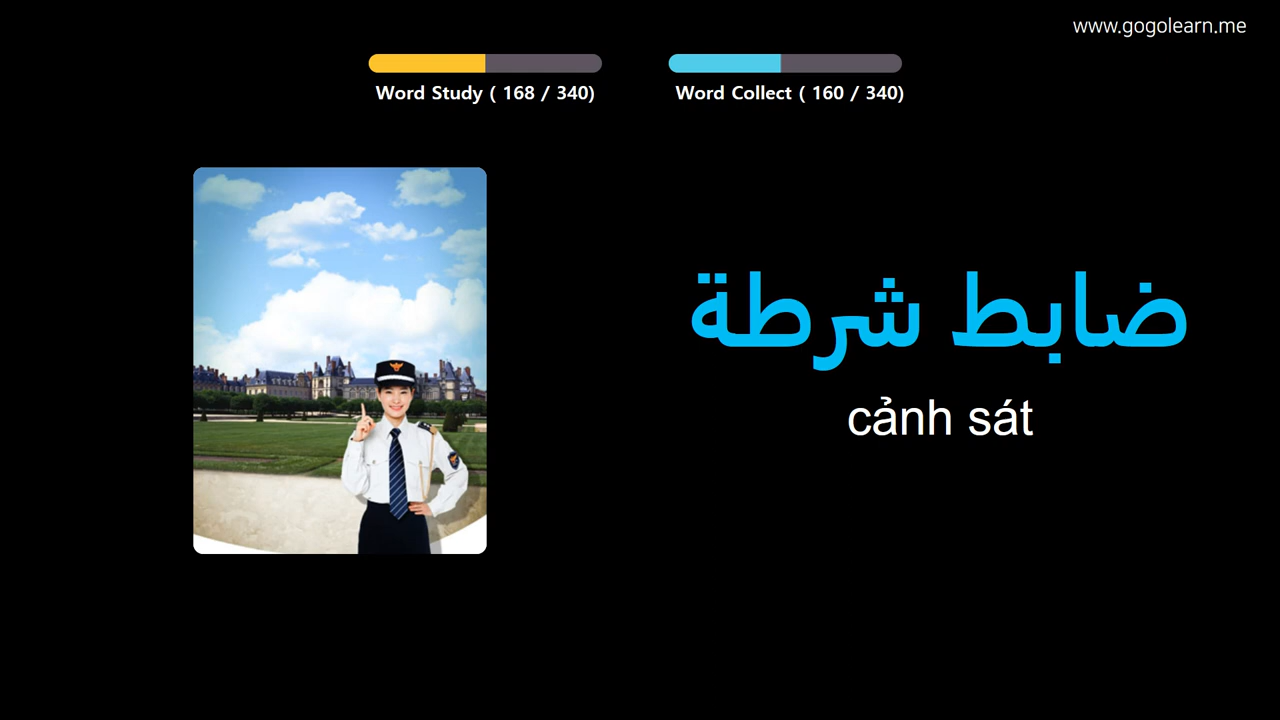 www.gogolearn.me
Word Study ( 168 / 340)
Word Collect ( 160 / 340)
ضابط شرطة
cảnh sát